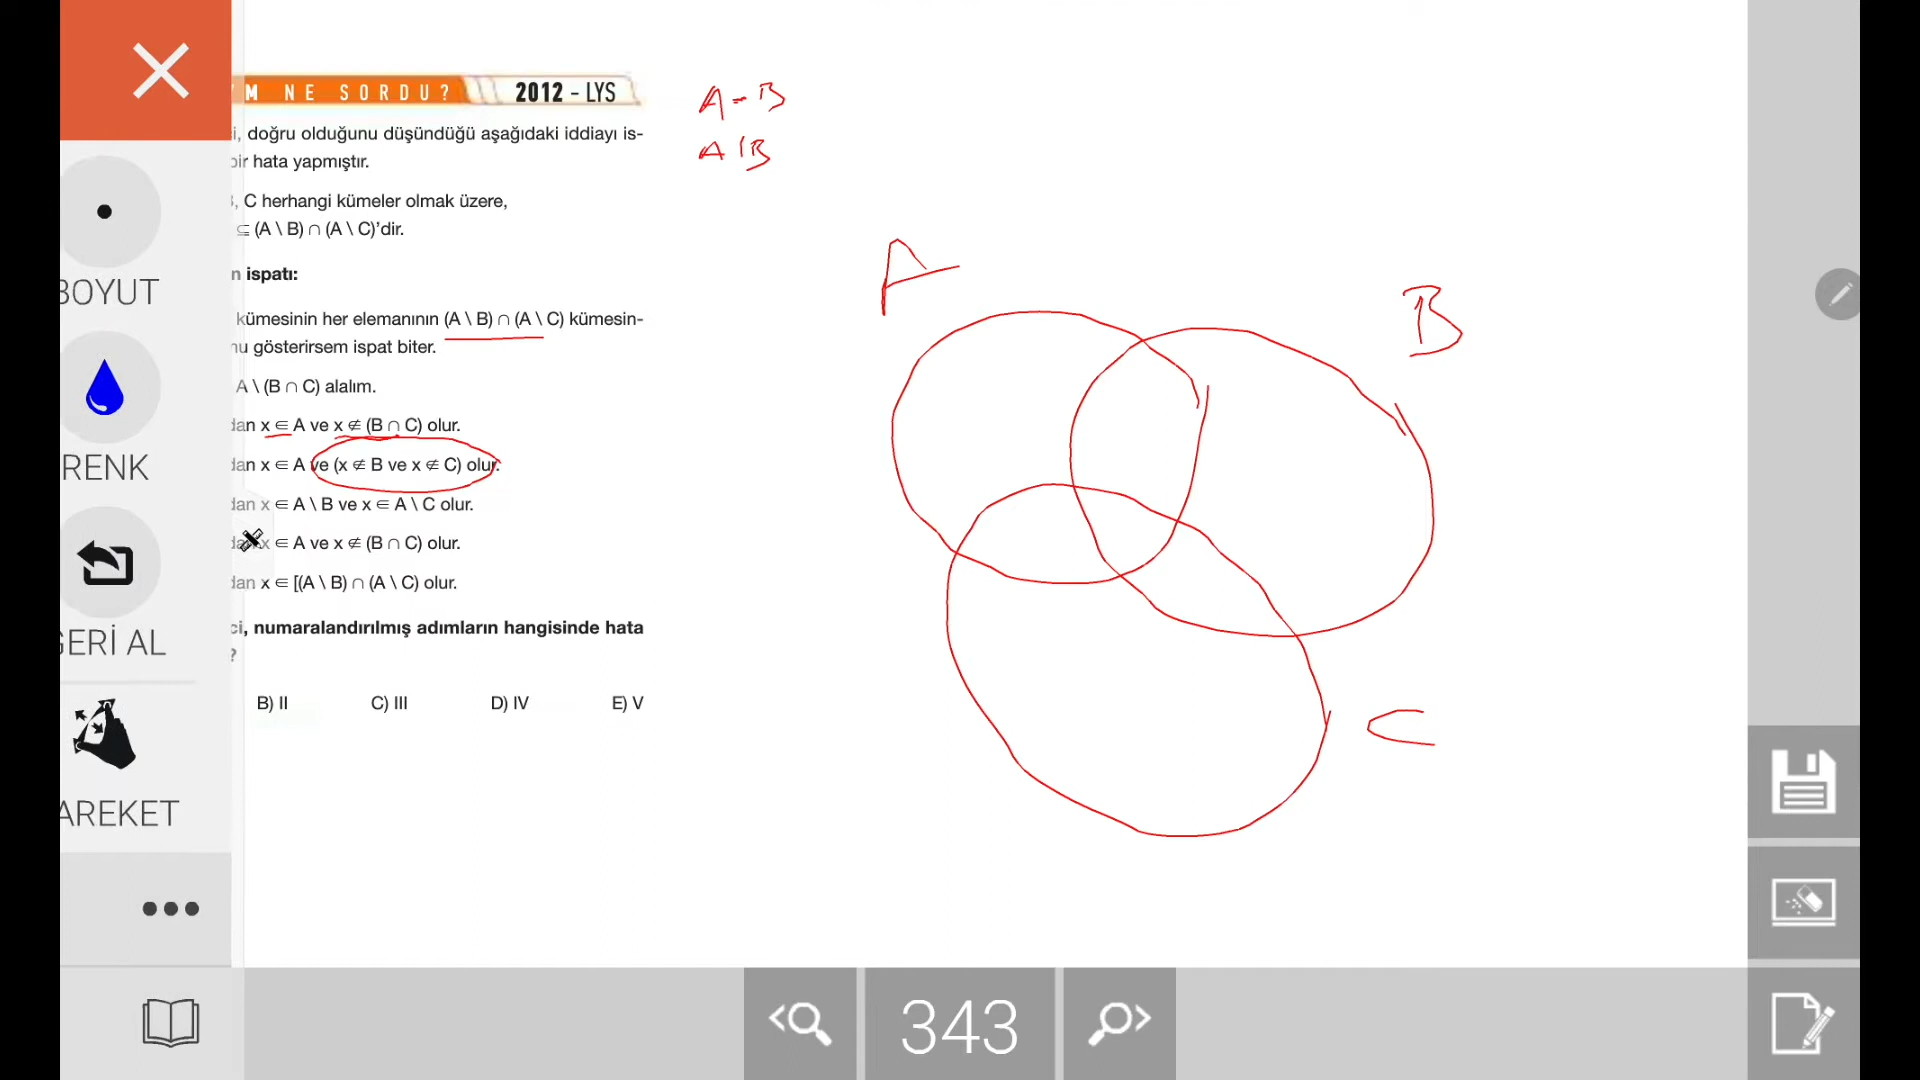 M NE SORDU?
2012 - LYS
i, doğru olduğunu düşündüğü aşağıdaki iddiayı is-
bir hata yapmıştır.
, C herhangi kümeler olmak üzere,
⊆ (A \ B) ∩ (A \ C)'dir.
n ispatı:
kümesinin her elemanının (A \ B) ∩ (A \ C) kümesin-
nu gösterirsem ispat biter.
A \ (B ∩ C) alalım.
dan x ∈ A ve x ∉ (B ∩ C) olur.
dan x ∈ A ve (x ∉ B ve x ∉ C) olur.
dan x ∈ A \ B ve x ∈ A \ C olur.
x ∈ A ve x ∉ (B ∩ C) olur.
dan x ∈ [(A \ B) ∩ (A \ C) olur.
ci, numaralandırılmış adımların hangisinde hata
?
B) II C) III D) IV E) V
A - B
A \ B
A
B
C
BOYUT
RENK
GERİ AL
AREKET
343